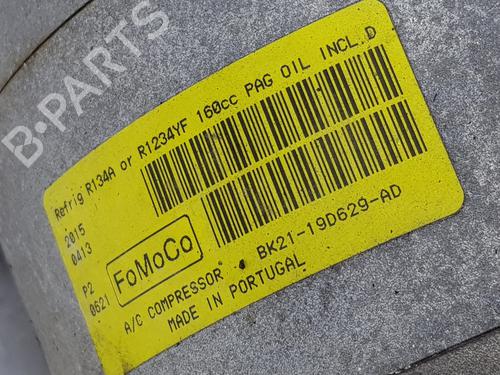 B-PARTS
Refrig R134A or R1234YF 160cc PAG OIL INCL.D
2015
0413
P2
0621
FoMoCo
A/C COMPRESSOR BK21-19D629-AD
MADE IN PORTUGAL